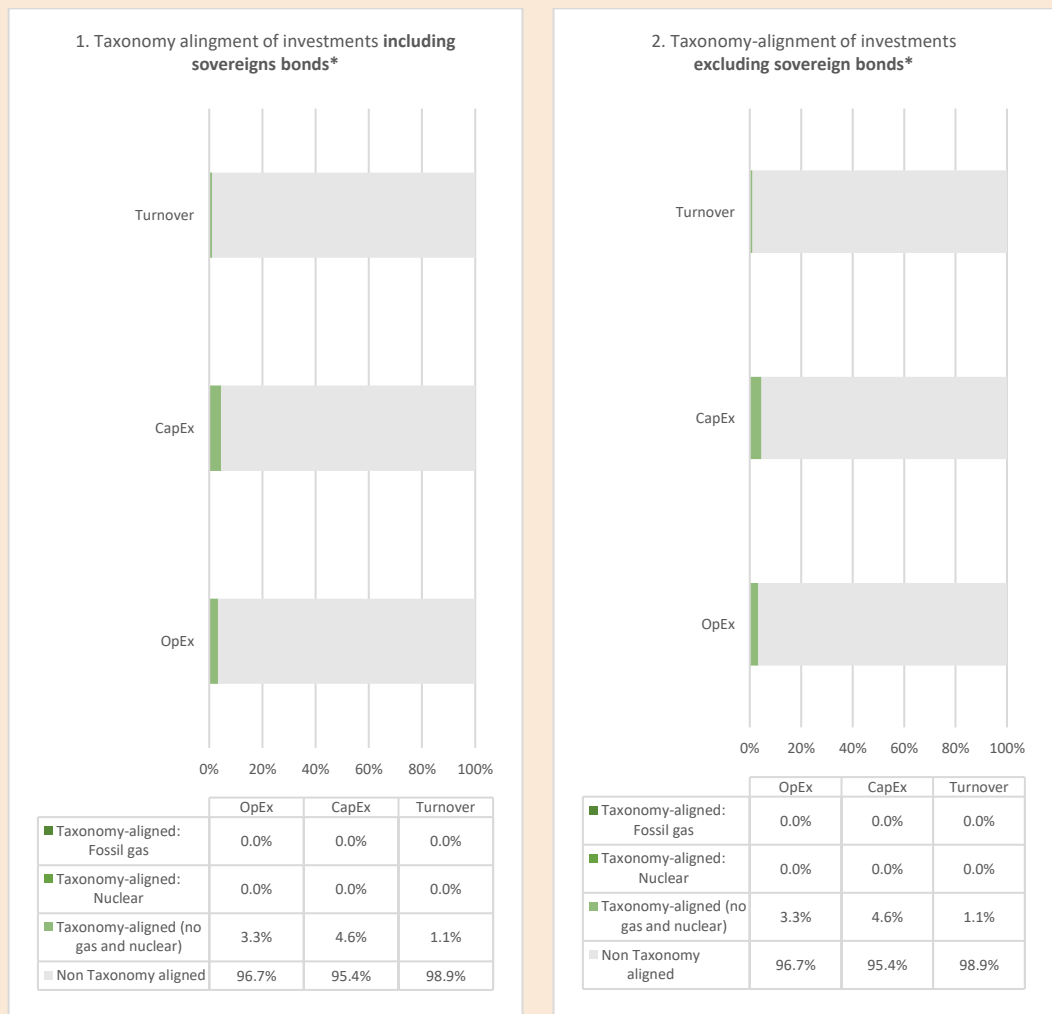 1. Taxonomy alingment of investments including
sovereigns bonds*
Turnover
CapEx
OpEx
0% 20% 40% 60% 80% 100%
OpEx CapEx Turnover
Taxonomy-aligned:
Fossil gas
0.0% 0.0% 0.0%
Taxonomy-aligned:
Nuclear
0.0% 0.0% 0.0%
Taxonomy-aligned (no
gas and nuclear)
3.3% 4.6% 1.1%
Non Taxonomy aligned 96.7% 95.4% 98.9%
2. Taxonomy-alignment of investments
excluding sovereign bonds*
Turnover
CapEx
OpEx
0% 20% 40% 60% 80% 100%
OpEx CapEx Turnover
Taxonomy-aligned:
Fossil gas
0.0% 0.0% 0.0%
Taxonomy-aligned:
Nuclear
0.0% 0.0% 0.0%
Taxonomy-aligned (no
gas and nuclear)
3.3% 4.6% 1.1%
Non Taxonomy
aligned
96.7% 95.4% 98.9%